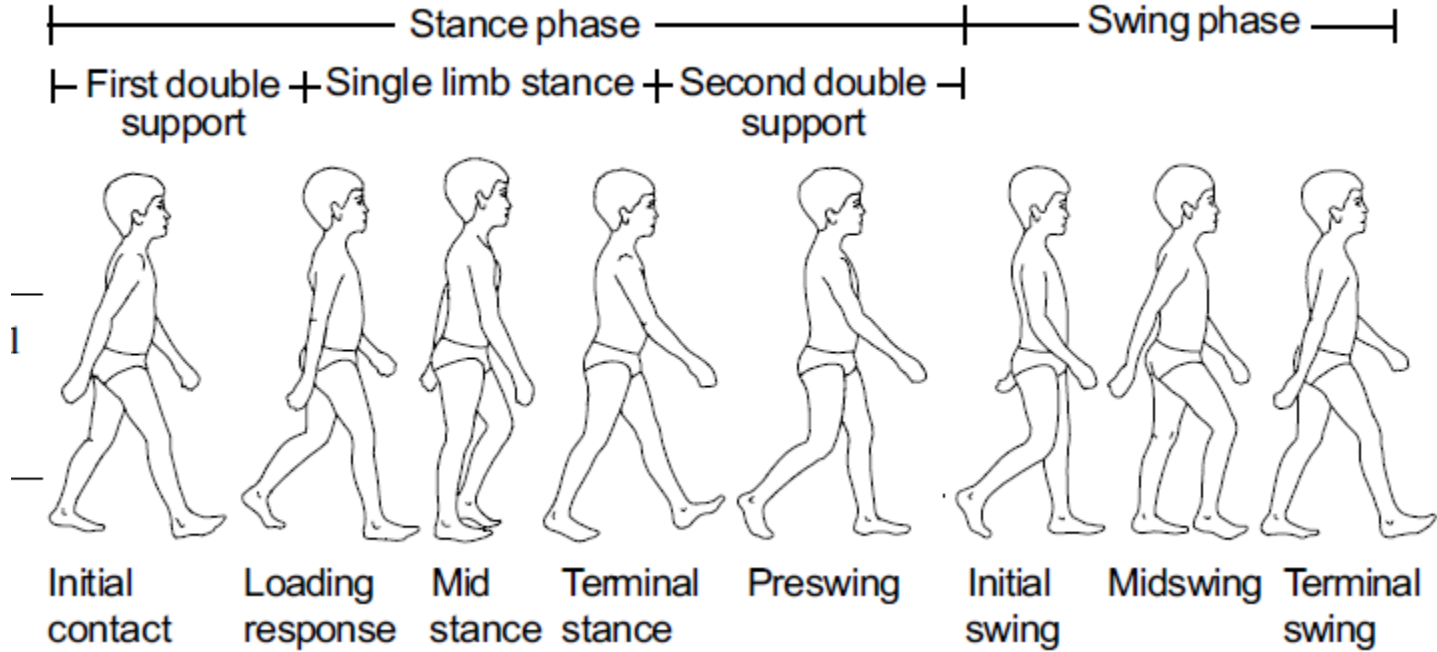 Stance phase
Swing phase
First double
support
Single limb stance
Second double
support
l
Initial
contact
Loading
response
Mid
stance
Terminal
stance
Preswing
Initial
swing
Midswing
Terminal
swing